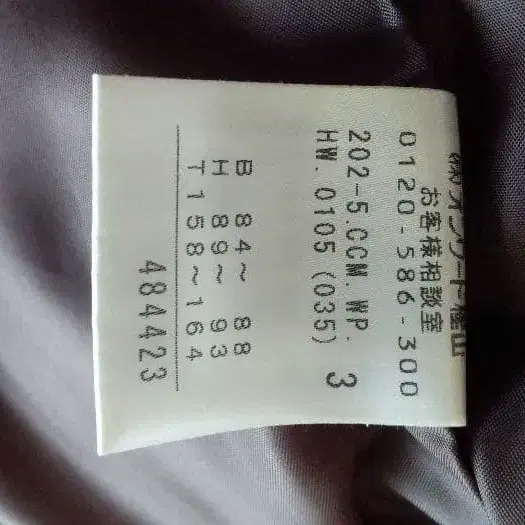 ㈱オンワード樫山
お客様相談室
0120-586-300
202-5.CCM.WP.
HW.0105(035) 3
B 84～ 88
H 89～ 93
T 158～164
484423